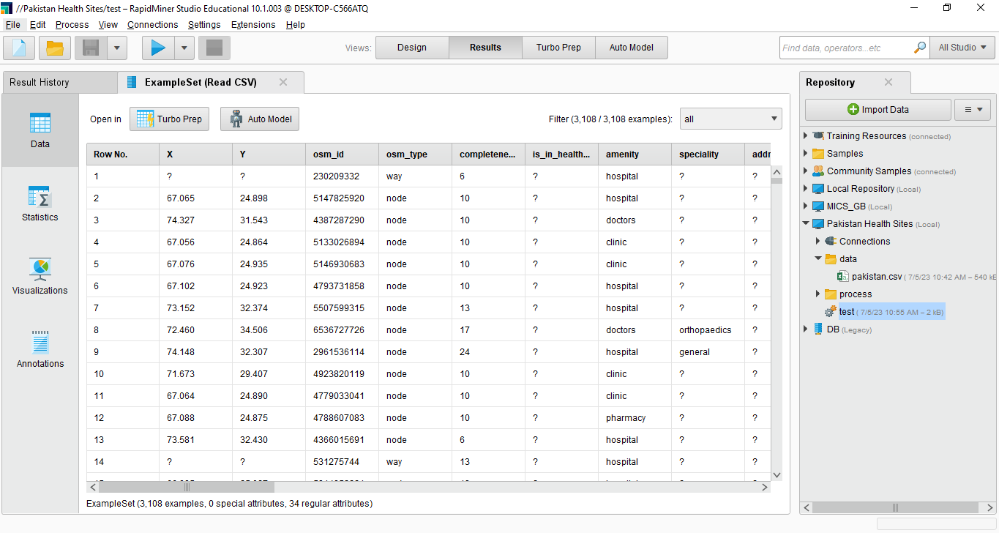 //Pakistan Health Sites/test – RapidMiner Studio Educational 10.1.003 @ DESKTOP-C566ATQ
File Edit Process View Connections Settings Extensions Help
Views: Design Results Turbo Prep Auto Model Find data, operators...etc All Studio
Result History ExampleSet (Read CSV) Repository
Open in Turbo Prep Auto Model Filter (3,108 / 3,108 examples): all
Data
Statistics
Visualizations
Annotations
Row No. X Y osm_id osm_type completene... is_in_health... amenity speciality addr
1 ? ? 230209332 way 6 ? hospital ? ?
2 67.065 24.898 5147825920 node 10 ? hospital ? ?
3 74.327 31.543 4387287290 node 10 ? doctors ? ?
4 67.056 24.864 5133026894 node 10 ? clinic ? ?
5 67.076 24.935 5146930683 node 10 ? clinic ? ?
6 67.102 24.923 4793731858 node 10 ? hospital ? ?
7 73.152 32.374 5507599315 node 13 ? hospital ? ?
8 72.460 34.506 6536727726 node 17 ? doctors orthopaedics ?
9 74.148 32.307 2961536114 node 24 ? hospital general ?
10 71.673 29.407 4923820119 node 10 ? clinic ? ?
11 67.064 24.890 4779033041 node 10 ? clinic ? ?
12 67.088 24.875 4788607083 node 10 ? pharmacy ? ?
13 73.581 32.430 4366015691 node 6 ? hospital ? ?
14 ? ? 531275744 way 13 ? hospital ? ?
ExampleSet (3,108 examples, 0 special attributes, 34 regular attributes)
Import Data
Training Resources (connected)
Samples
Community Samples (connected)
Local Repository (Local)
MICS_GB (Local)
Pakistan Health Sites (Local)
Connections
data
pakistan.csv ( 7/5/23 10:42 AM – 540 kB
process
test ( 7/5/23 10:55 AM – 2 kB)
DB (Legacy)